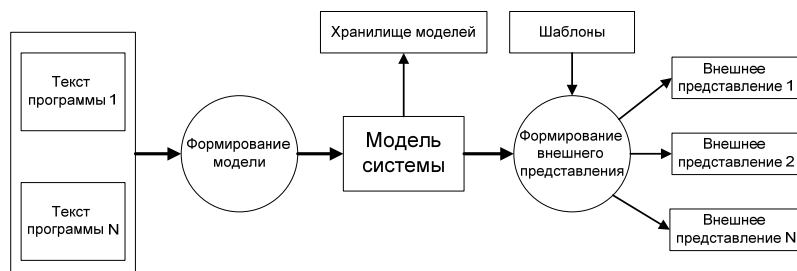 Хранилище моделей
Шаблоны
Текст
программы 1
Внешнее
представление 1
Формирование
модели
Модель
системы
Формирование
внешнего
представления
Внешнее
представление 2
Текст
программы N
Внешнее
представление N